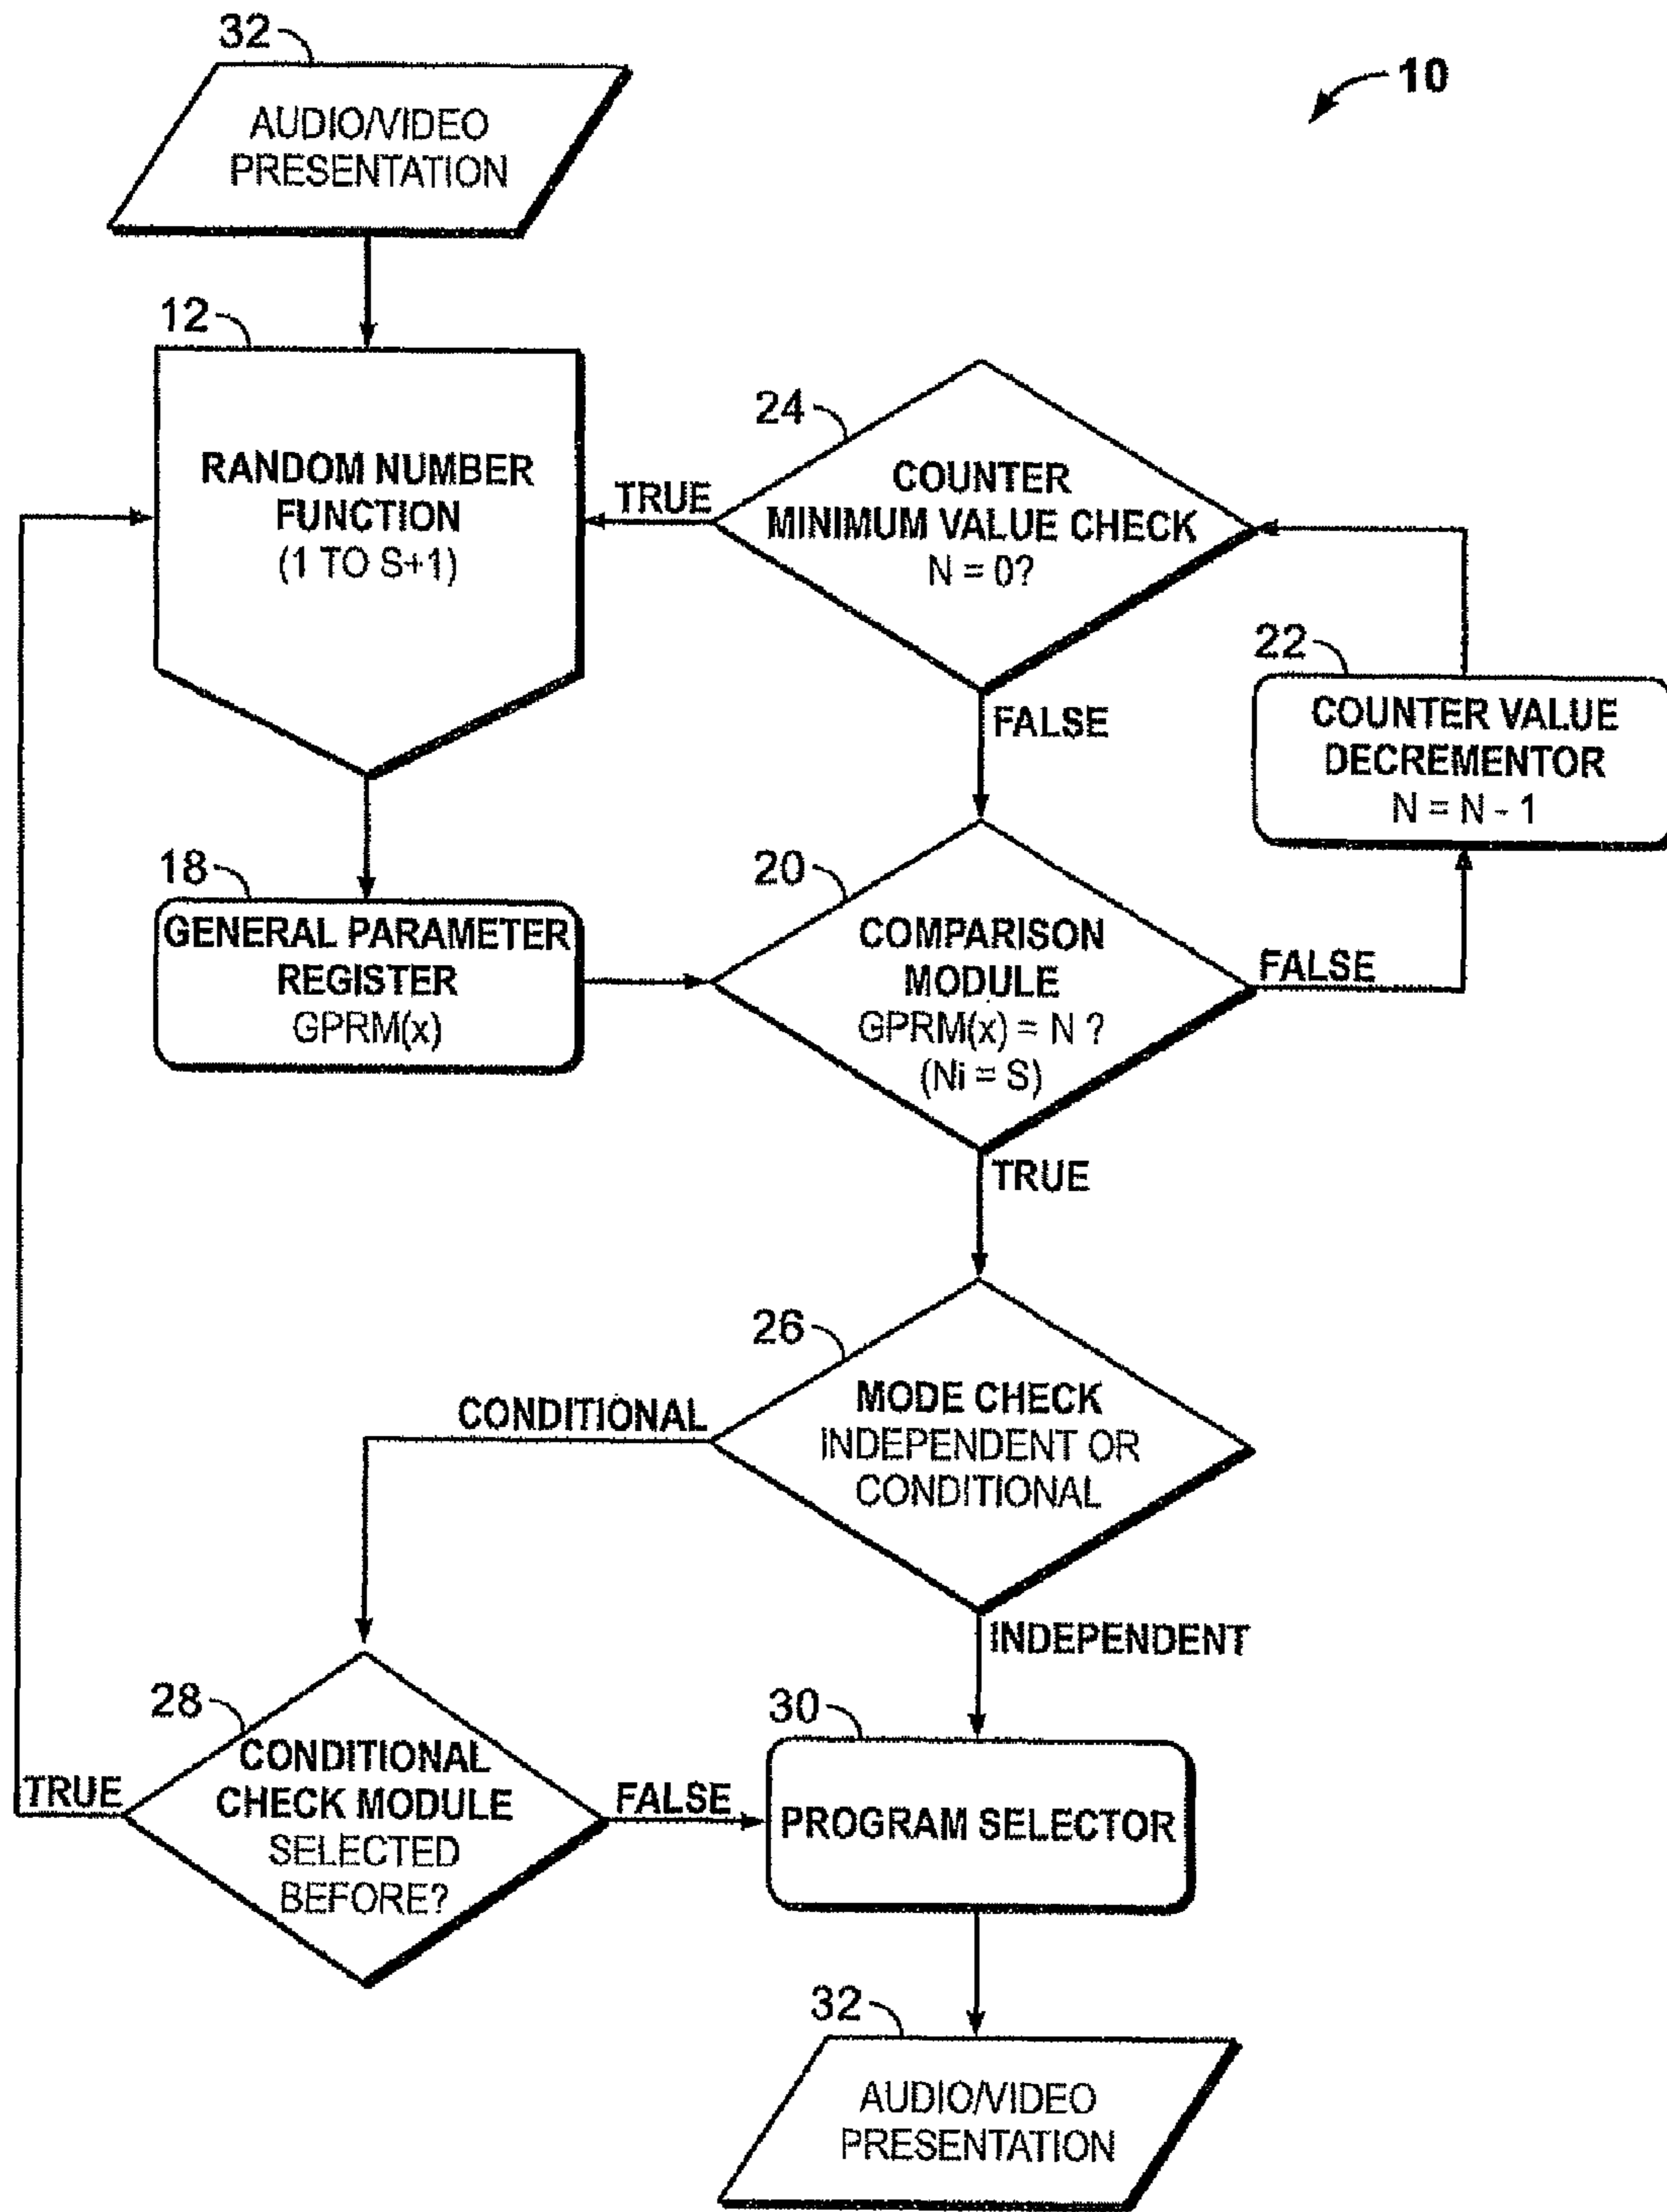 32
AUDIO/VIDEO
PRESENTATION
10
12
RANDOM NUMBER
FUNCTION
(1 TO S+1)
TRUE
24
COUNTER
MINIMUM VALUE CHECK
N = 0?
FALSE
22
COUNTER VALUE
DECREMENTOR
N = N - 1
18
GENERAL PARAMETER
REGISTER
GPRM(x)
20
COMPARISON
MODULE
GPRM(x) = N ?
(Ni = S)
FALSE
TRUE
26
MODE CHECK
INDEPENDENT OR
CONDITIONAL
CONDITIONAL
INDEPENDENT
28
CONDITIONAL
CHECK MODULE
SELECTED
BEFORE?
TRUE
FALSE
30
PROGRAM SELECTOR
32
AUDIO/VIDEO
PRESENTATION